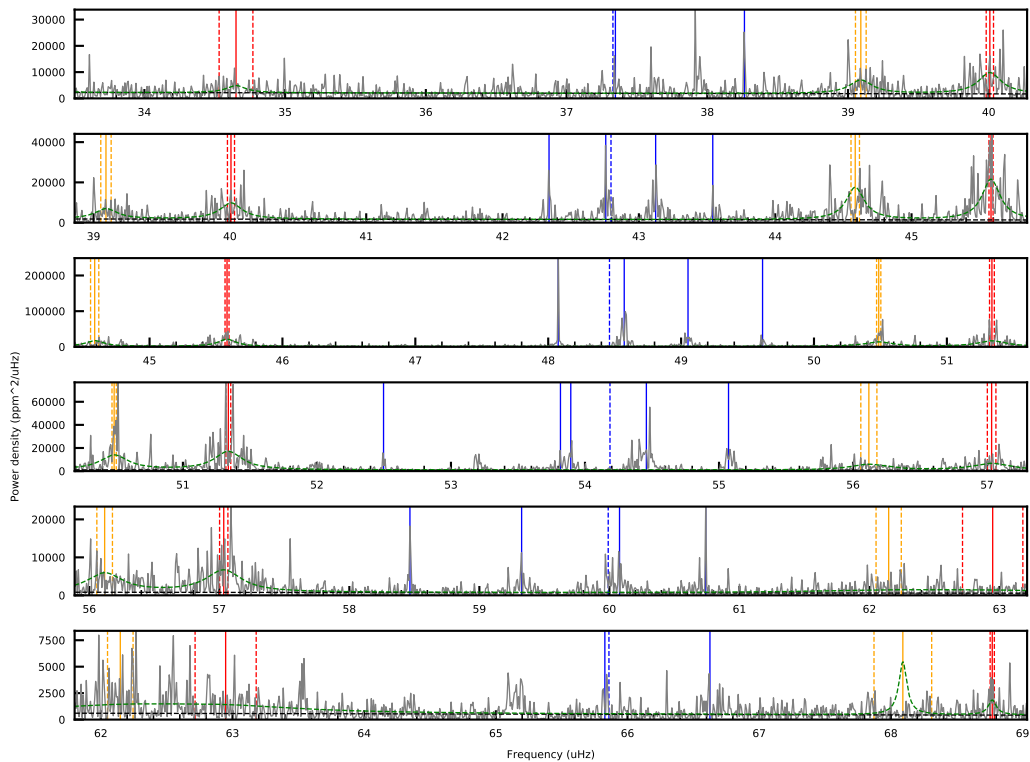 30000
20000
10000
0
34 35 36 37 38 39 40
40000
20000
0
39 40 41 42 43 44 45
200000
100000
0
45 46 47 48 49 50 51
Power density (ppm^2/uHz)
60000
40000
20000
0
51 52 53 54 55 56 57
20000
10000
0
56 57 58 59 60 61 62 63
7500
5000
2500
0
62 63 64 65 66 67 68 69
Frequency (uHz)